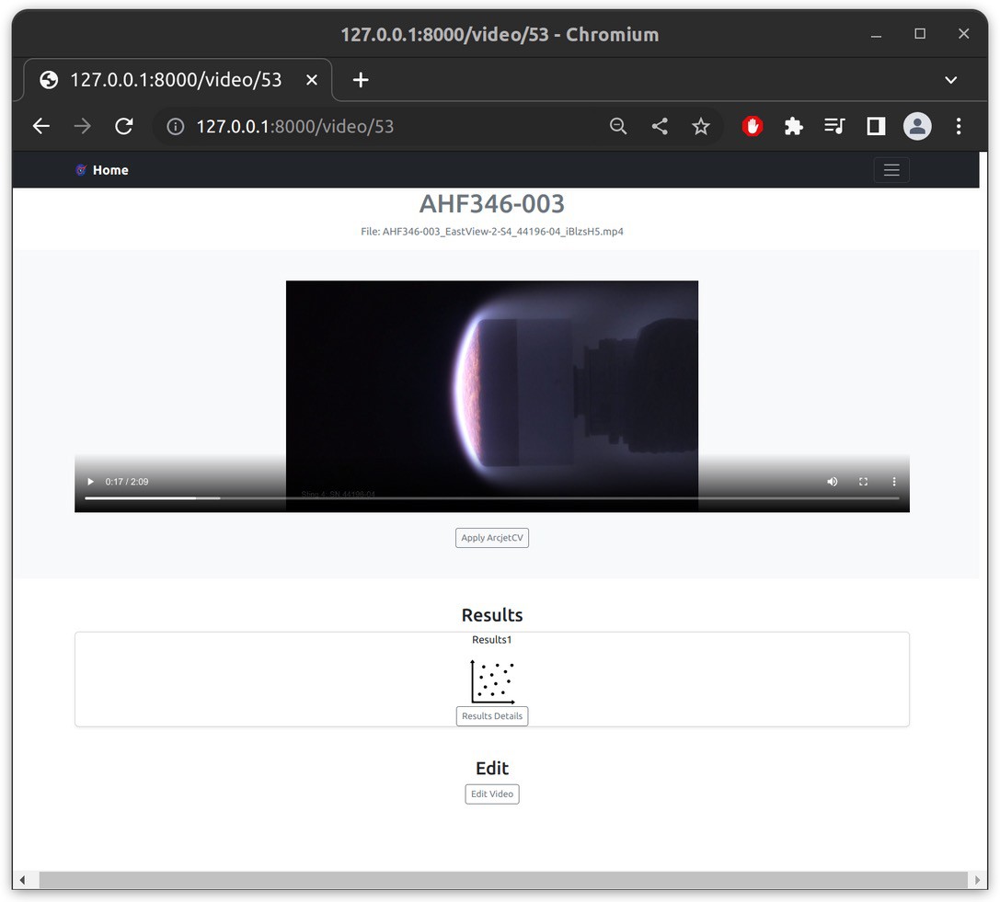 127.0.0.1:8000/video/53 - Chromium
127.0.0.1:8000/video/53
127.0.0.1:8000/video/53
Home
AHF346-003
File: AHF346-003_EastView-2-S4_44196-04_iBlzsH5.mp4
Sting 4: SN 44196-04
0:17 / 2:09
Apply ArcjetCV
Results
Results1
Results Details
Edit
Edit Video